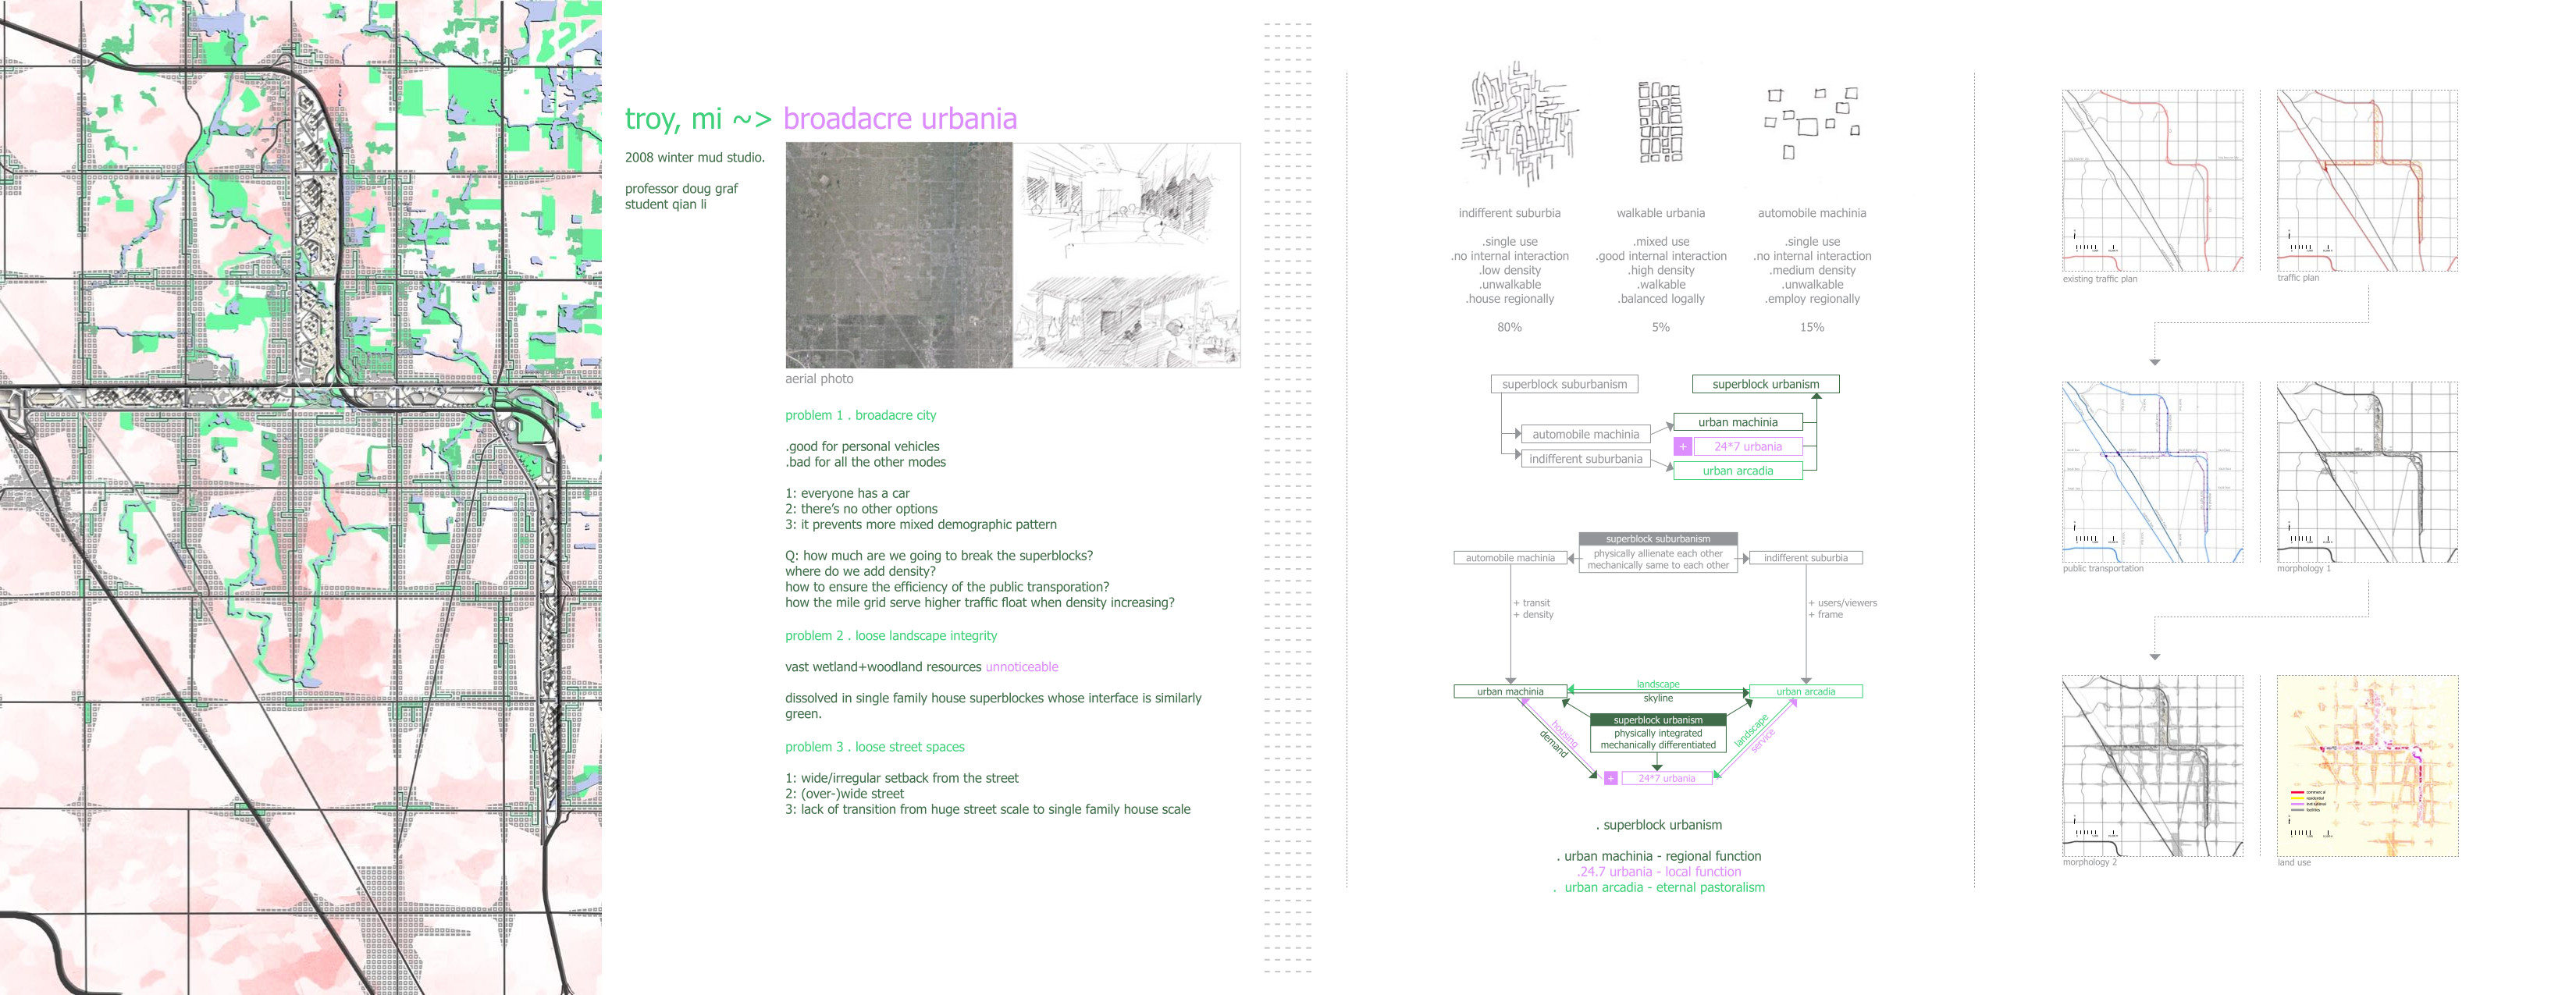 troy, mi ~> broadacre urbania
2008 winter mud studio.
professor doug graf
student qian li
aerial photo
problem 1 . broadacre city
.good for personal vehicles
.bad for all the other modes
1: everyone has a car
2: there's no other options
3: it prevents more mixed demographic pattern
Q: how much are we going to break the superblocks?
where do we add density?
how to ensure the efficiency of the public transporation?
how the mile grid serve higher traffic float when density increasing?
problem 2 . loose landscape integrity
vast wetland+woodland resources unnoticeable
dissolved in single family house superblockes whose interface is similarly
green.
problem 3 . loose street spaces
1: wide/irregular setback from the street
2: (over-)wide street
3: lack of transition from huge street scale to single family house scale
indifferent suburbia
.single use
.no internal interaction
.low density
.unwalkable
.house regionally
80%
walkable urbania
.mixed use
.good internal interaction
.high density
.walkable
.balanced logally
5%
automobile machinia
.single use
.no internal interaction
.medium density
.unwalkable
.employ regionally
15%
superblock suburbanism
superblock urbanism
urban machinia
automobile machinia
+ 24*7 urbania
indifferent suburbania
urban arcadia
superblock suburbanism
physically allienate each other
mechanically same to each other
automobile machinia
indifferent suburbia
+ transit
+ density
+ users/viewers
+ frame
urban machinia
landscape
skyline
urban arcadia
superblock urbanism
physically integrated
mechanically differentiated
housing
demand
landscape
service
+ 24*7 urbania
. superblock urbanism
. urban machinia - regional function
.24.7 urbania - local function
. urban arcadia - eternal pastoralism
existing traffic plan
traffic plan
public transportation
morphology 1
morphology 2
commercial
residential
land use